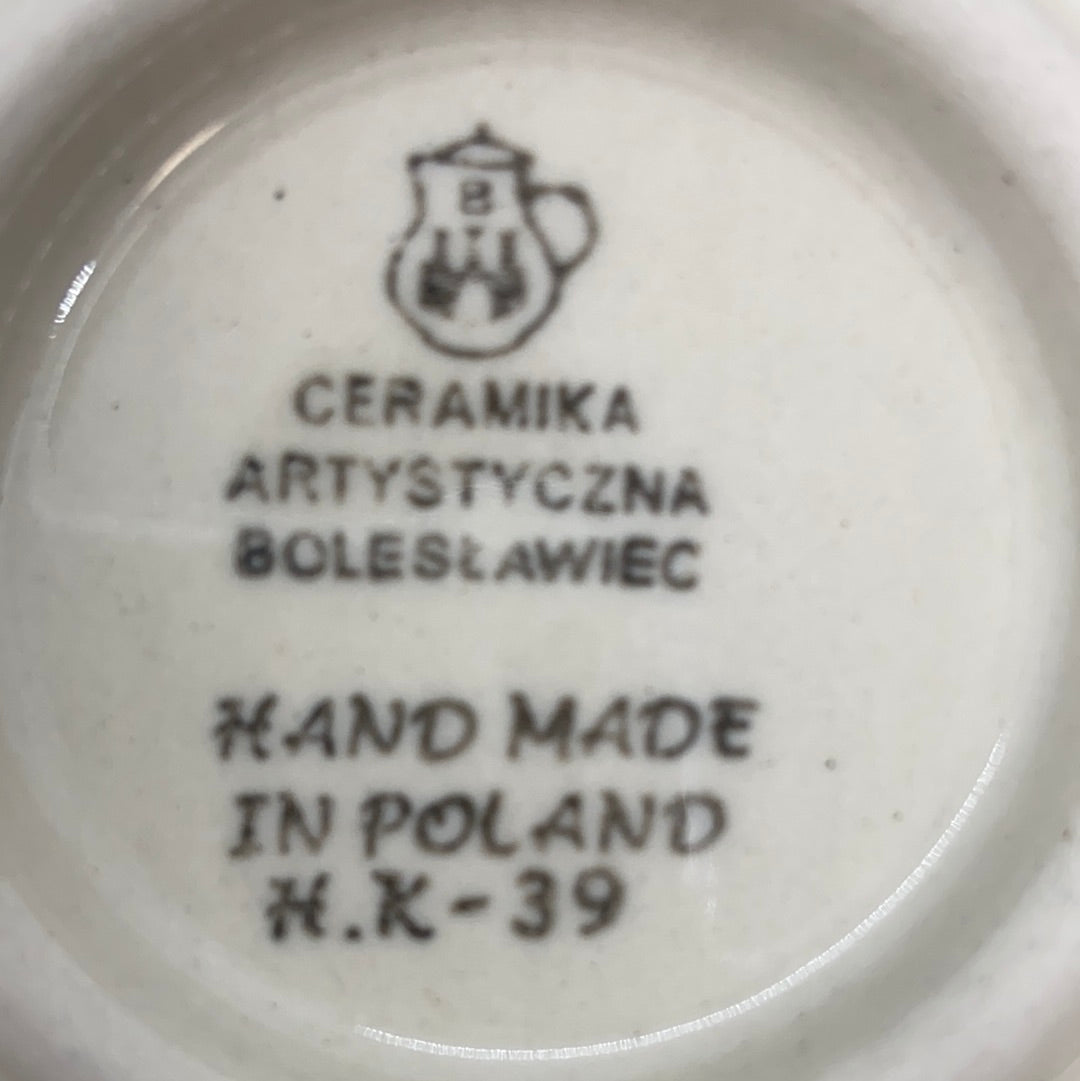 B
CERAMIKA
ARTYSTYCZNA
BOLESŁAWIEC
HAND MADE
IN POLAND
H.K-39